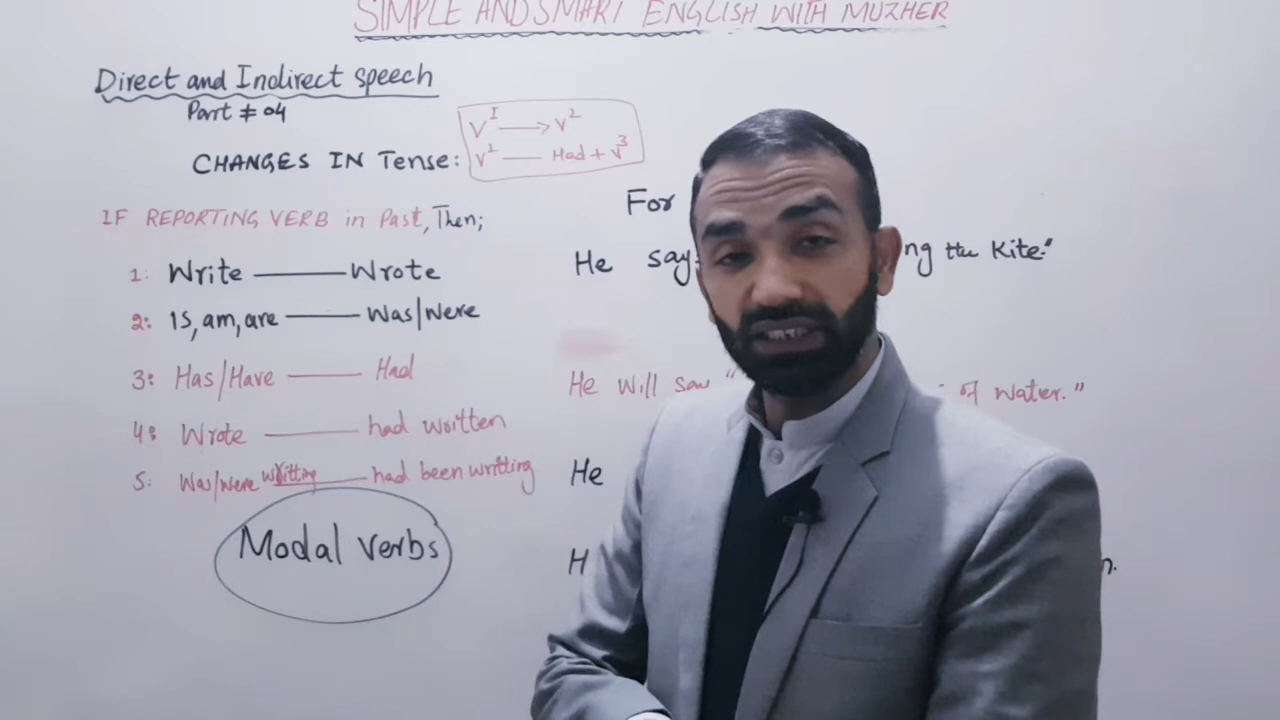 SIMPLE AND SMART ENGLISH WITH MUZHER
Direct and Indirect speech
Part # 04
CHANGES IN Tense:
V¹ → V²
V² — Had + V³
IF REPORTING VERB in Past, Then;
1: Write — Wrote
2: Is, am, are — Was/Were
3: Has/Have — Had
4: Wrote — had written
5: Was/Were writting — had been writting
Modal verbs
For
He say
ng the Kite."
He will say "
of water."
He
H
n.